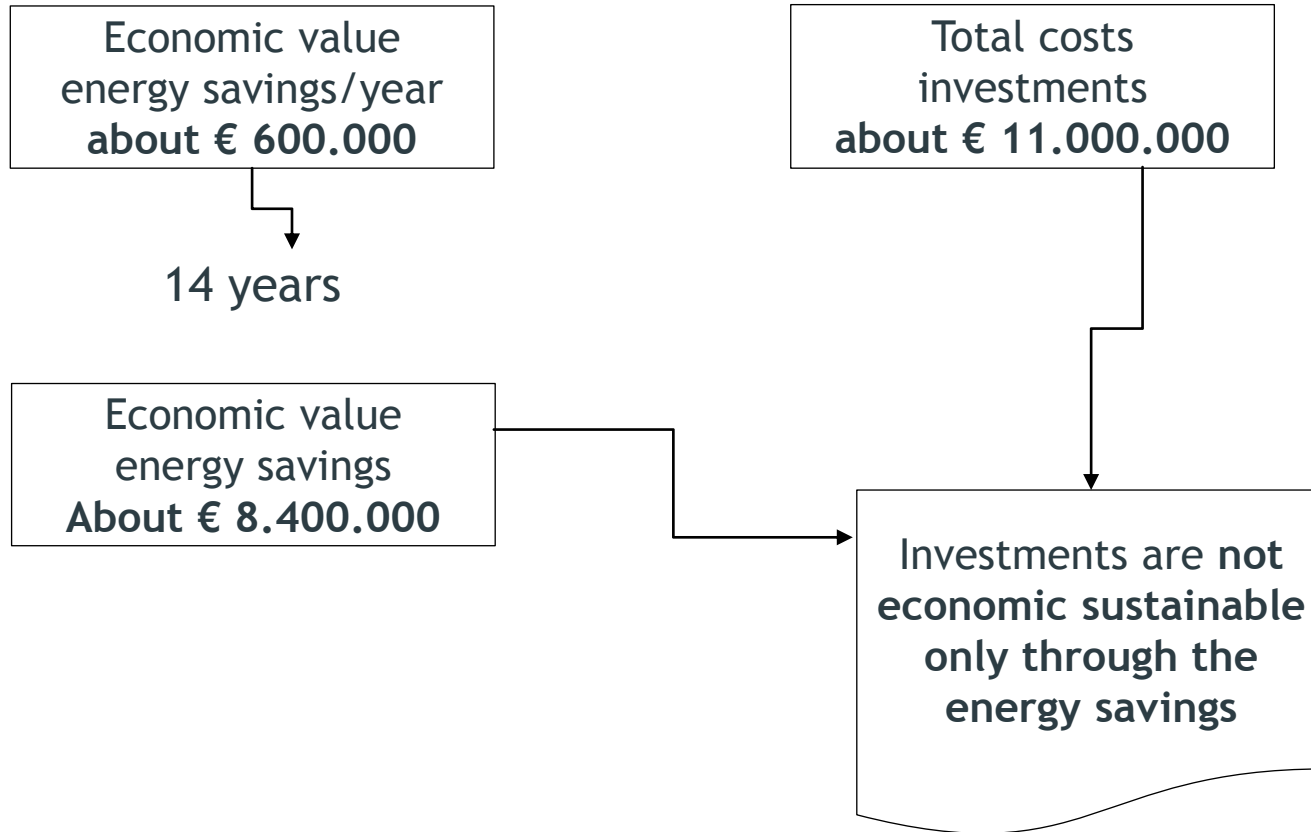 Economic value
energy savings/year
about € 600.000
Total costs
investments
about € 11.000.000
14 years
Economic value
energy savings
About € 8.400.000
Investments are not
economic sustainable
only through the
energy savings